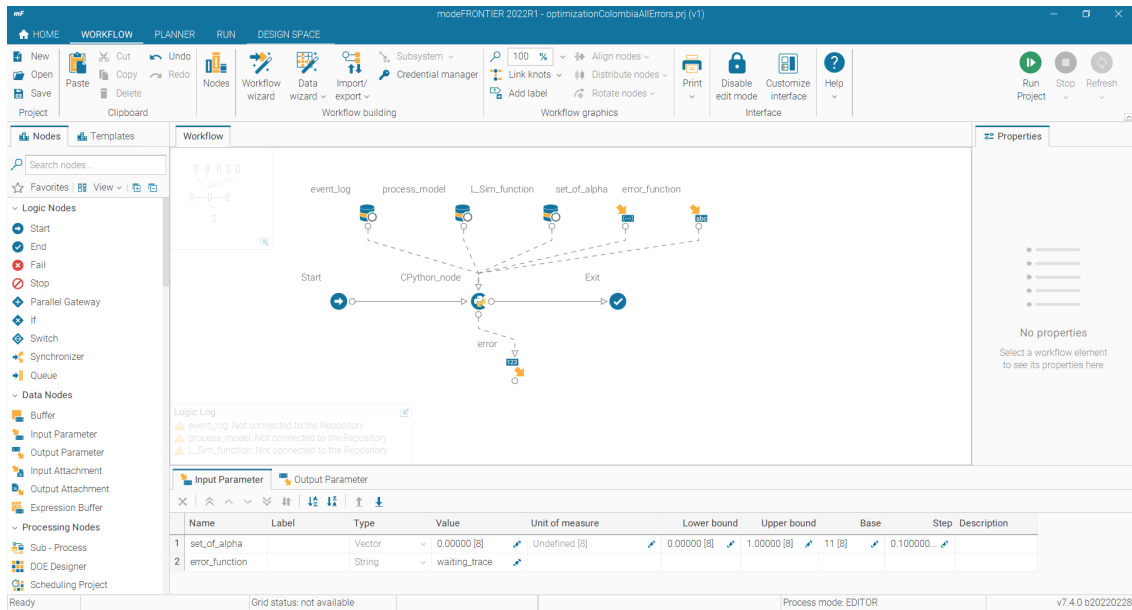 mF modeFRONTIER 2022R1 - optimizationColombiaAllErrors.prj (v1)
HOME WORKFLOW PLANNER RUN DESIGN SPACE
New Cut Undo Subsystem 100 % Align nodes
Open Paste Copy Redo Nodes Workflow wizard Data wizard Import/ export Credential manager Link knots Distribute nodes Print Disable edit mode Customize interface Help Run Project Stop Refresh
Save Delete Add label Rotate nodes
Project Clipboard Workflow building Workflow graphics Interface
Nodes Templates Workflow Properties
Search nodes...
Favorites View
Logic Nodes
Start
End
Fail
Stop
Parallel Gateway
If
Switch
Synchronizer
Queue
Data Nodes
Buffer
Input Parameter
Output Parameter
Input Attachment
Output Attachment
Expression Buffer
Processing Nodes
Sub - Process
DOE Designer
Scheduling Project
event_log process_model L_Sim_function set_of_alpha error_function
abc
Start CPython_node Exit
error
123
No properties
Select a workflow element
to see its properties here
Logic Log
event_log: Not connected to the Repository
process_model: Not connected to the Repository
L_Sim_function: Not connected to the Repository
Input Parameter Output Parameter
Name Label Type Value Unit of measure Lower bound Upper bound Base Step Description
1 set_of_alpha Vector 0.00000 [8] Undefined [8] 0.00000 [8] 1.00000 [8] 11 [8] 0.100000...
2 error_function String waiting_trace
Ready Grid status: not available Process mode: EDITOR v7.4.0 b20220228